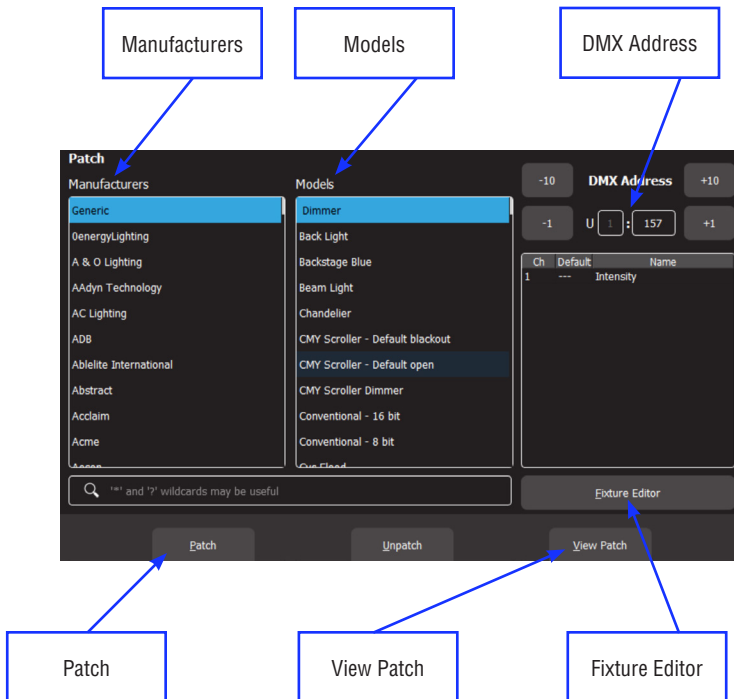 Manufacturers
Models
DMX Address
Patch
Manufacturers
Models
-10
DMX Address
+10
-1
U 1 : 157
+1
Generic
0energyLighting
A & O Lighting
AAdyn Technology
AC Lighting
ADB
Ablelite International
Abstract
Acclaim
Acme
Dimmer
Back Light
Backstage Blue
Beam Light
Chandelier
CMY Scroller - Default blackout
CMY Scroller - Default open
CMY Scroller Dimmer
Conventional - 16 bit
Conventional - 8 bit
Cyc Flood
Ch Default Name
1 --- Intensity
'*' and '?' wildcards may be useful
Fixture Editor
Patch
Unpatch
View Patch
Patch
View Patch
Fixture Editor